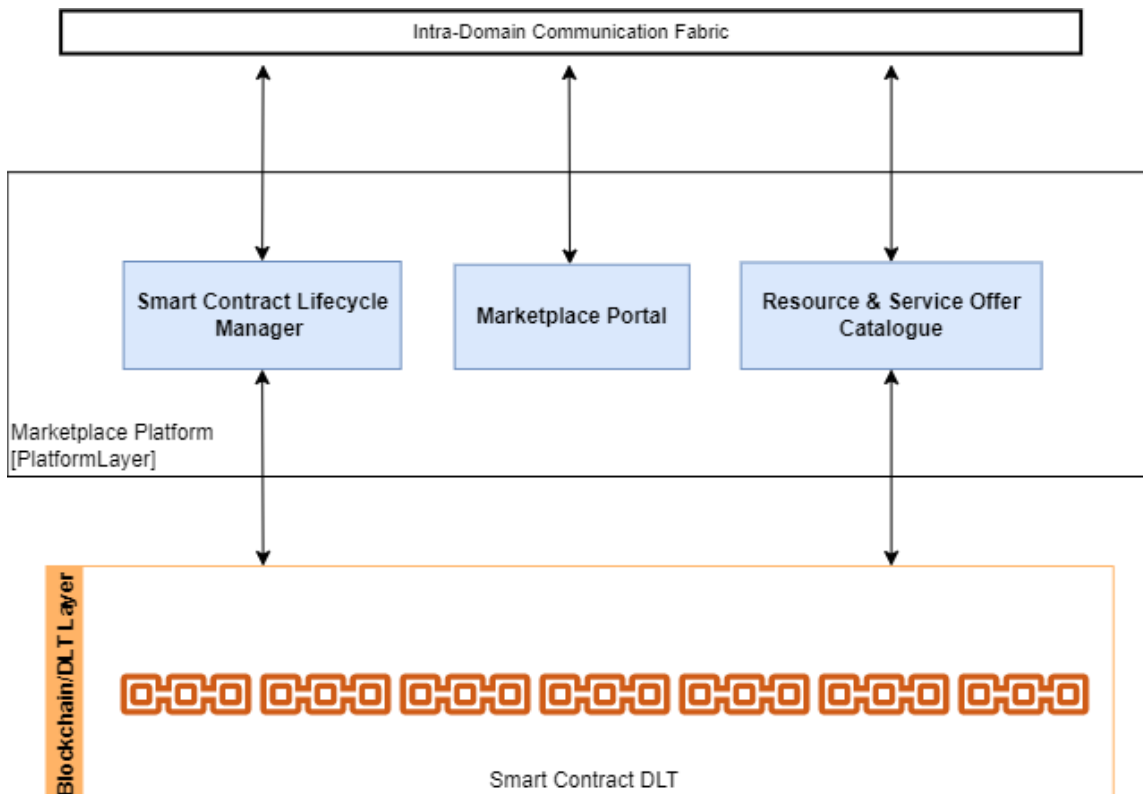 Intra-Domain Communication Fabric
Smart Contract Lifecycle
Manager
Marketplace Portal
Resource & Service Offer
Catalogue
Marketplace Platform
[PlatformLayer]
Blockchain/DLT Layer
Smart Contract DLT